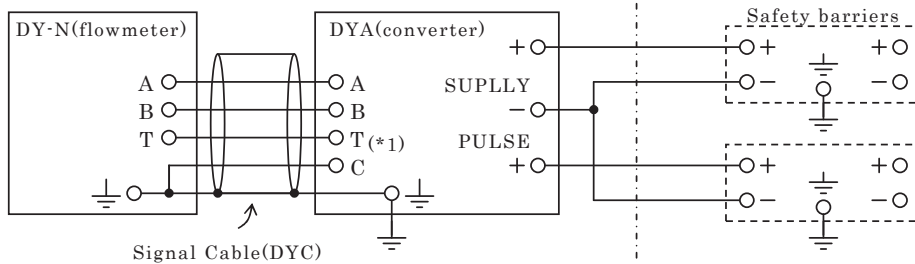 DY-N(flowmeter)
DYA(converter)
Safety barriers
A
B
T
A
B
T(*1)
C
+
SUPLLY
-
PULSE
+
+
-
+
-
+
-
+
-
Signal Cable(DYC)